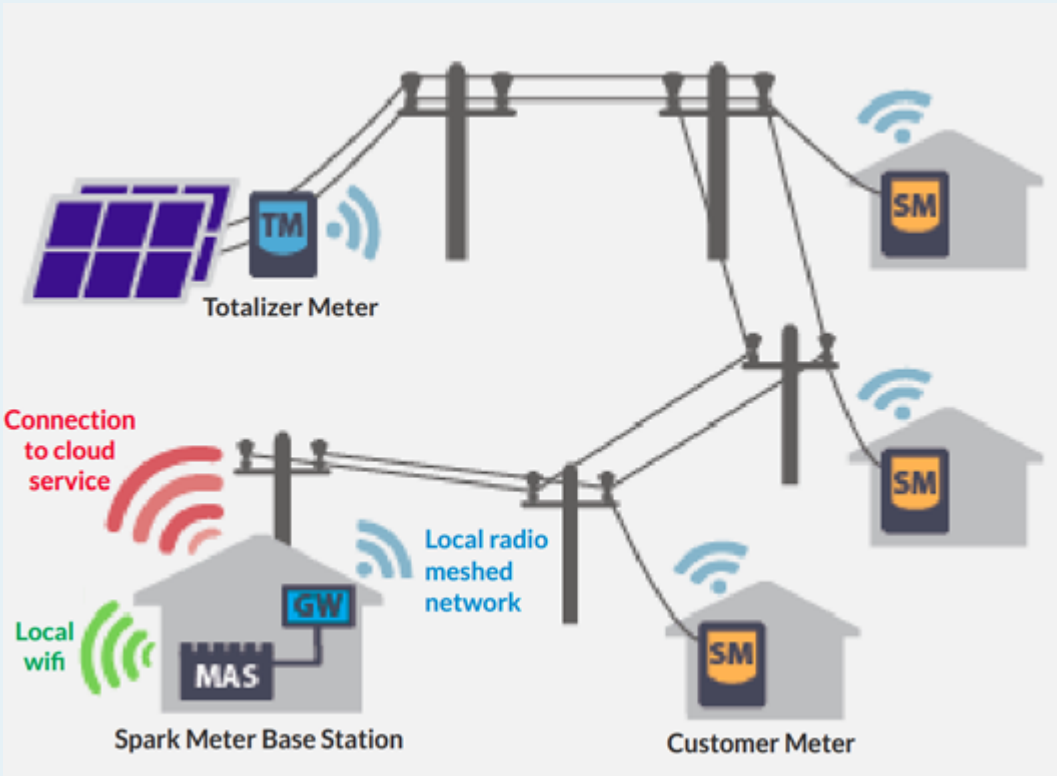 SM
TM
Totalizer Meter
Connection
to cloud
service
SM
Local radio
meshed
network
GW
Local
wifi
MAS
SM
Spark Meter Base Station
Customer Meter